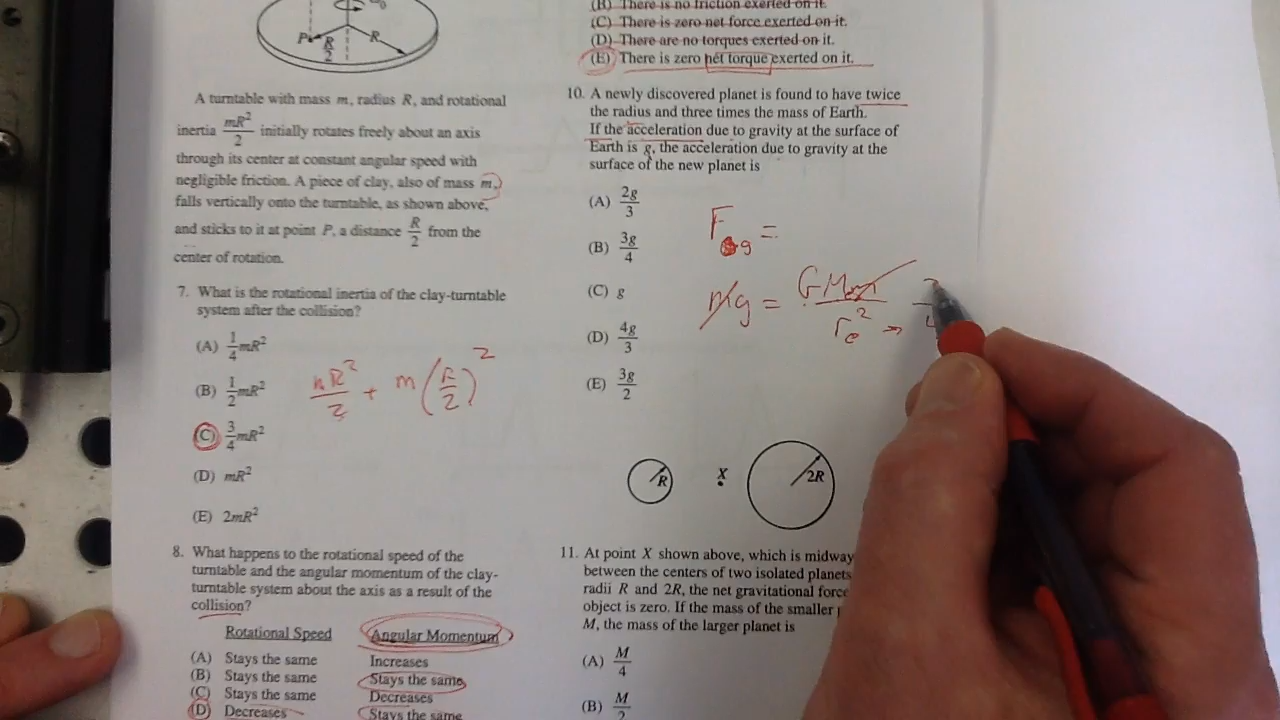 P
R/2
R
A turntable with mass m, radius R, and rotational
inertia mR²/2 initially rotates freely about an axis
through its center at constant angular speed with
negligible friction. A piece of clay, also of mass m,
falls vertically onto the turntable, as shown above,
and sticks to it at point P, a distance R/2 from the
center of rotation.
7. What is the rotational inertia of the clay-turntable
system after the collision?
(A) 1/4 mR²
(B) 1/2 mR²
(C) 3/4 mR²
(D) mR²
(E) 2mR²
mR²/2 + m(R/2)²
8. What happens to the rotational speed of the
turntable and the angular momentum of the clay-
turntable system about the axis as a result of the
collision?
Rotational Speed Angular Momentum
(A) Stays the same Increases
(B) Stays the same Stays the same
(C) Stays the same Decreases
(D) Decreases Stays the same
(B) There is no friction exerted on it.
(C) There is zero net force exerted on it.
(D) There are no torques exerted on it.
(E) There is zero net torque exerted on it.
10. A newly discovered planet is found to have twice
the radius and three times the mass of Earth.
If the acceleration due to gravity at the surface of
Earth is g, the acceleration due to gravity at the
surface of the new planet is
(A) 2g/3
(B) 3g/4
(C) g
(D) 4g/3
(E) 3g/2
F g =
mg = GMem/re²
R
X
2R
11. At point X shown above, which is midway
between the centers of two isolated planets
radii R and 2R, the net gravitational force
object is zero. If the mass of the smaller
M, the mass of the larger planet is
(A) M/4
(B) M/2